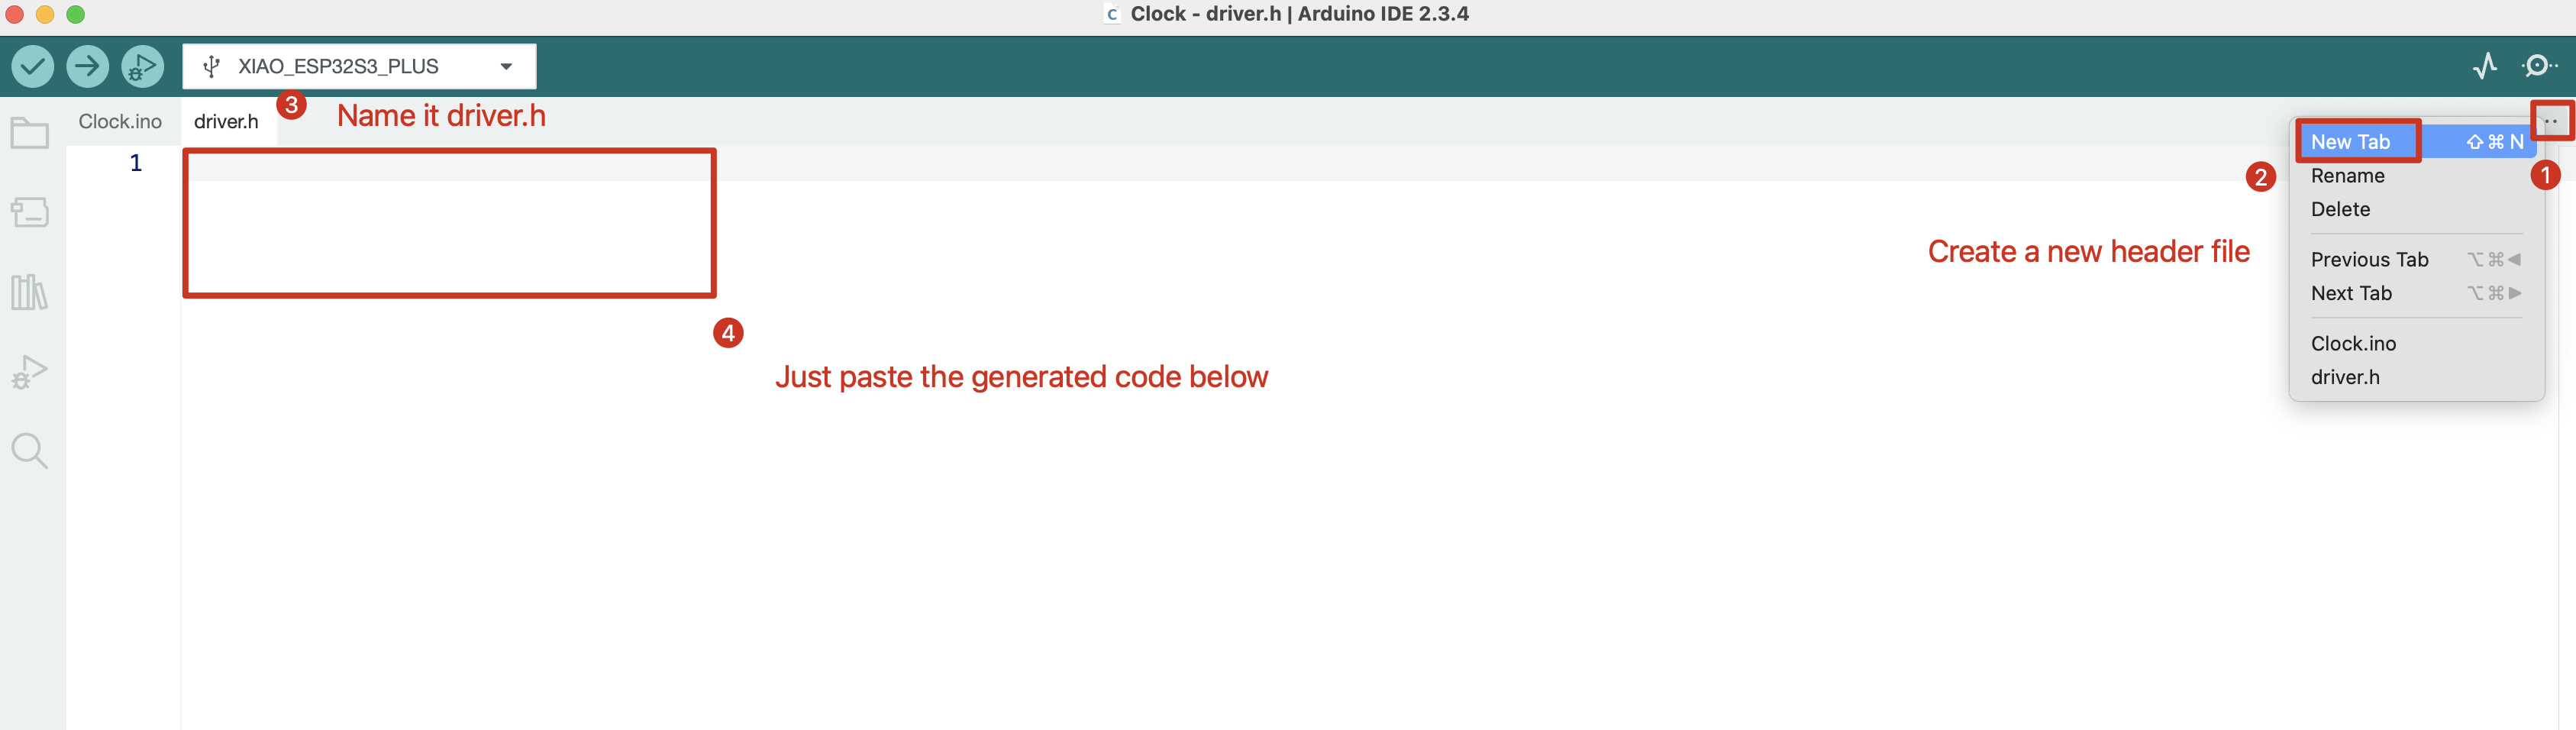 C Clock - driver.h | Arduino IDE 2.3.4
XIAO_ESP32S3_PLUS
Clock.ino
driver.h
3
Name it driver.h
1
4
Just paste the generated code below
Create a new header file
2
1
New Tab ⇧⌘N
Rename
Delete
Previous Tab ⌥⌘◀
Next Tab ⌥⌘▶
Clock.ino
driver.h